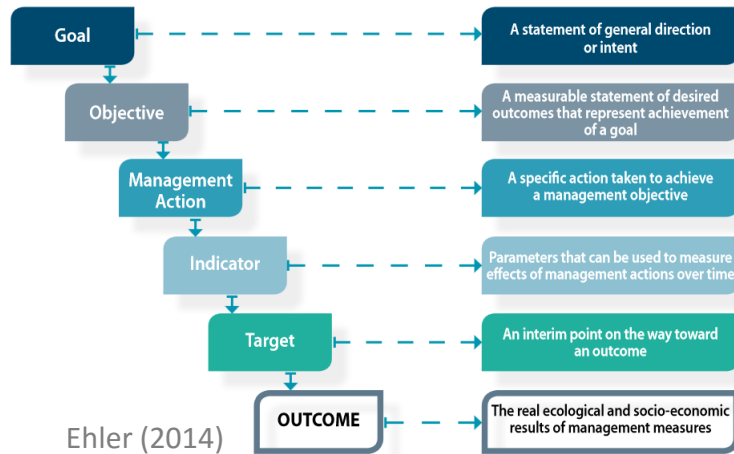 Goal
A statement of general direction
or intent
Objective
A measurable statement of desired
outcomes that represent achievement
of a goal
Management
Action
A specific action taken to achieve
a management objective
Indicator
Parameters that can be used to measure
effects of management actions over time
Target
An interim point on the way toward
an outcome
OUTCOME
The real ecological and socio-economic
results of management measures
Ehler (2014)